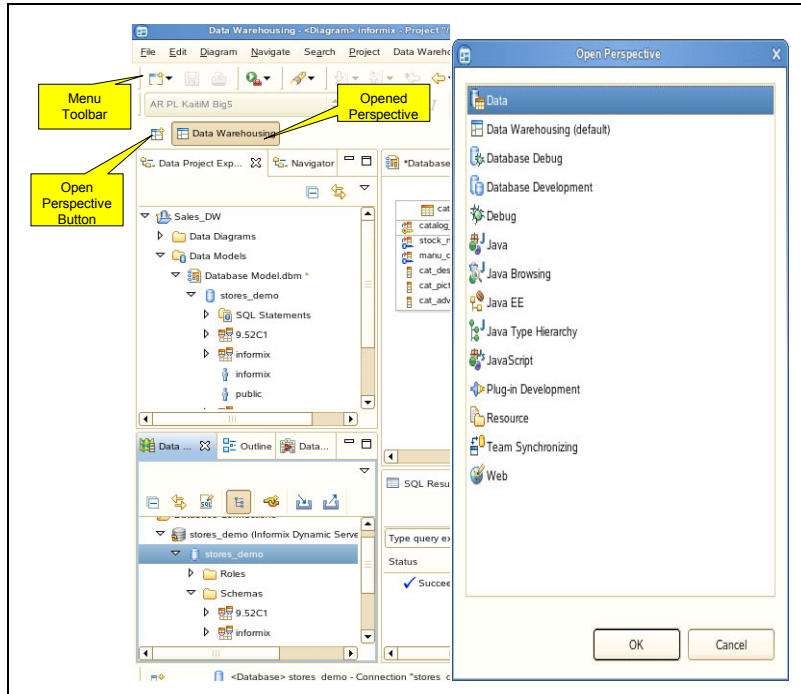 Data Warehousing - <Diagram> informix - Project "/
File Edit Diagram Navigate Search Project Data Wareh
AR PL KaitiM Big5
Data Warehousing
Menu
Toolbar
Opened
Perspective
Open
Perspective
Button
Data Project Exp... Navigator
Sales_DW
Data Diagrams
Data Models
Database Model.dbm *
stores_demo
SQL Statements
9.52C1
informix
informix
public
*Database
cat
catalog_
stock_n
manu_c
cat_des
cat_pict
cat_adv
Data ... Outline Data...
stores_demo (Informix Dynamic Serve
stores_demo
Roles
Schemas
9.52C1
informix
SQL Resu
Type query ex
Status
Succee
<Database> stores_demo - Connection "stores_d
Open Perspective X
Data
Data Warehousing (default)
Database Debug
Database Development
Debug
Java
Java Browsing
Java EE
Java Type Hierarchy
JavaScript
Plug-in Development
Resource
Team Synchronizing
Web
OK Cancel